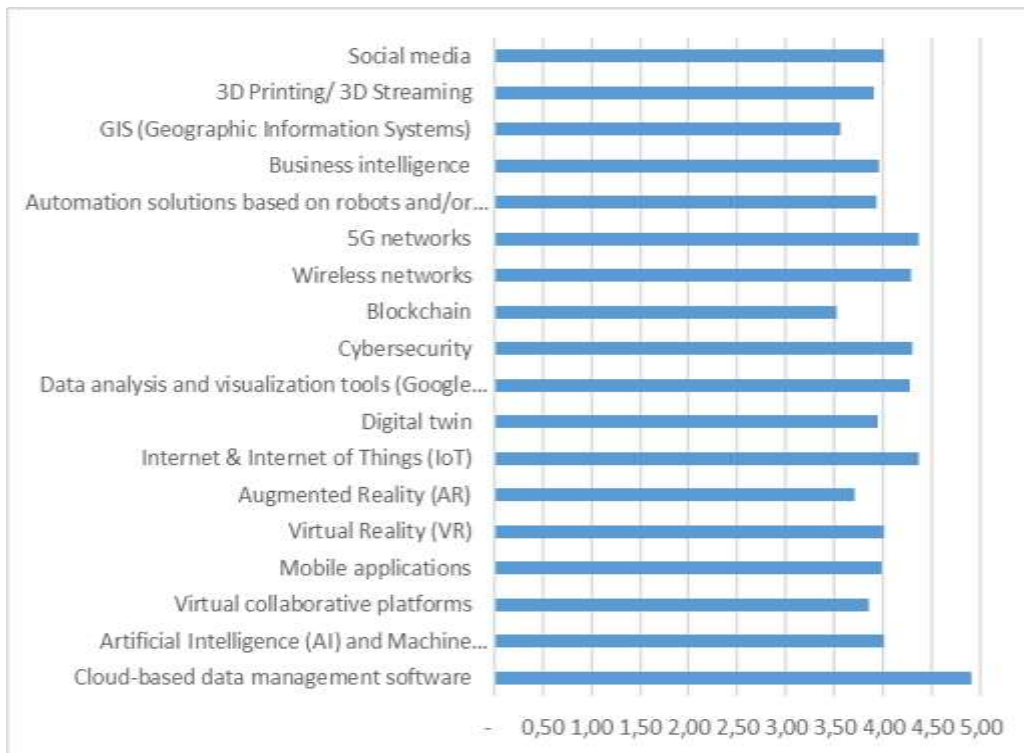 Social media
3D Printing/ 3D Streaming
GIS (Geographic Information Systems)
Business intelligence
Automation solutions based on robots and/or...
5G networks
Wireless networks
Blockchain
Cybersecurity
Data analysis and visualization tools (Google...
Digital twin
Internet & Internet of Things (IoT)
Augmented Reality (AR)
Virtual Reality (VR)
Mobile applications
Virtual collaborative platforms
Artificial Intelligence (AI) and Machine...
Cloud-based data management software
- 0,50 1,00 1,50 2,00 2,50 3,00 3,50 4,00 4,50 5,00